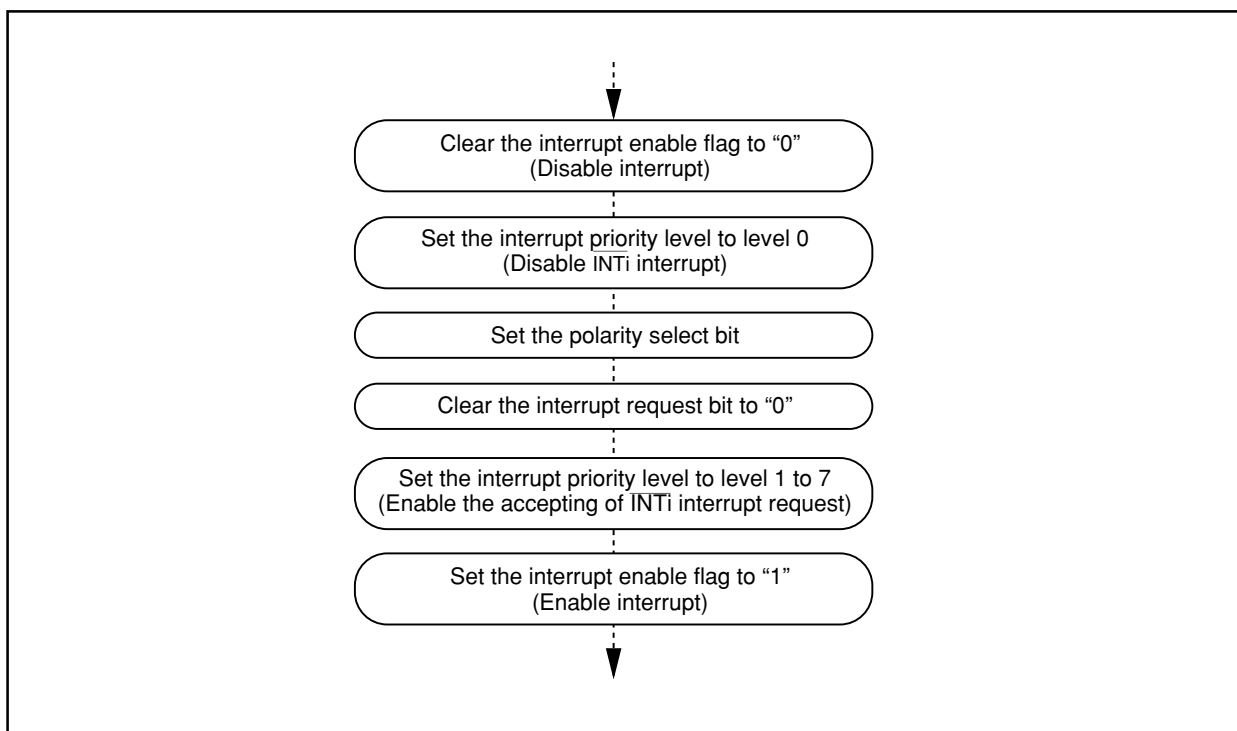 Clear the interrupt enable flag to “0”
(Disable interrupt)
Set the interrupt priority level to level 0
(Disable INTi interrupt)
Set the polarity select bit
Clear the interrupt request bit to “0”
Set the interrupt priority level to level 1 to 7
(Enable the accepting of INTi interrupt request)
Set the interrupt enable flag to “1”
(Enable interrupt)